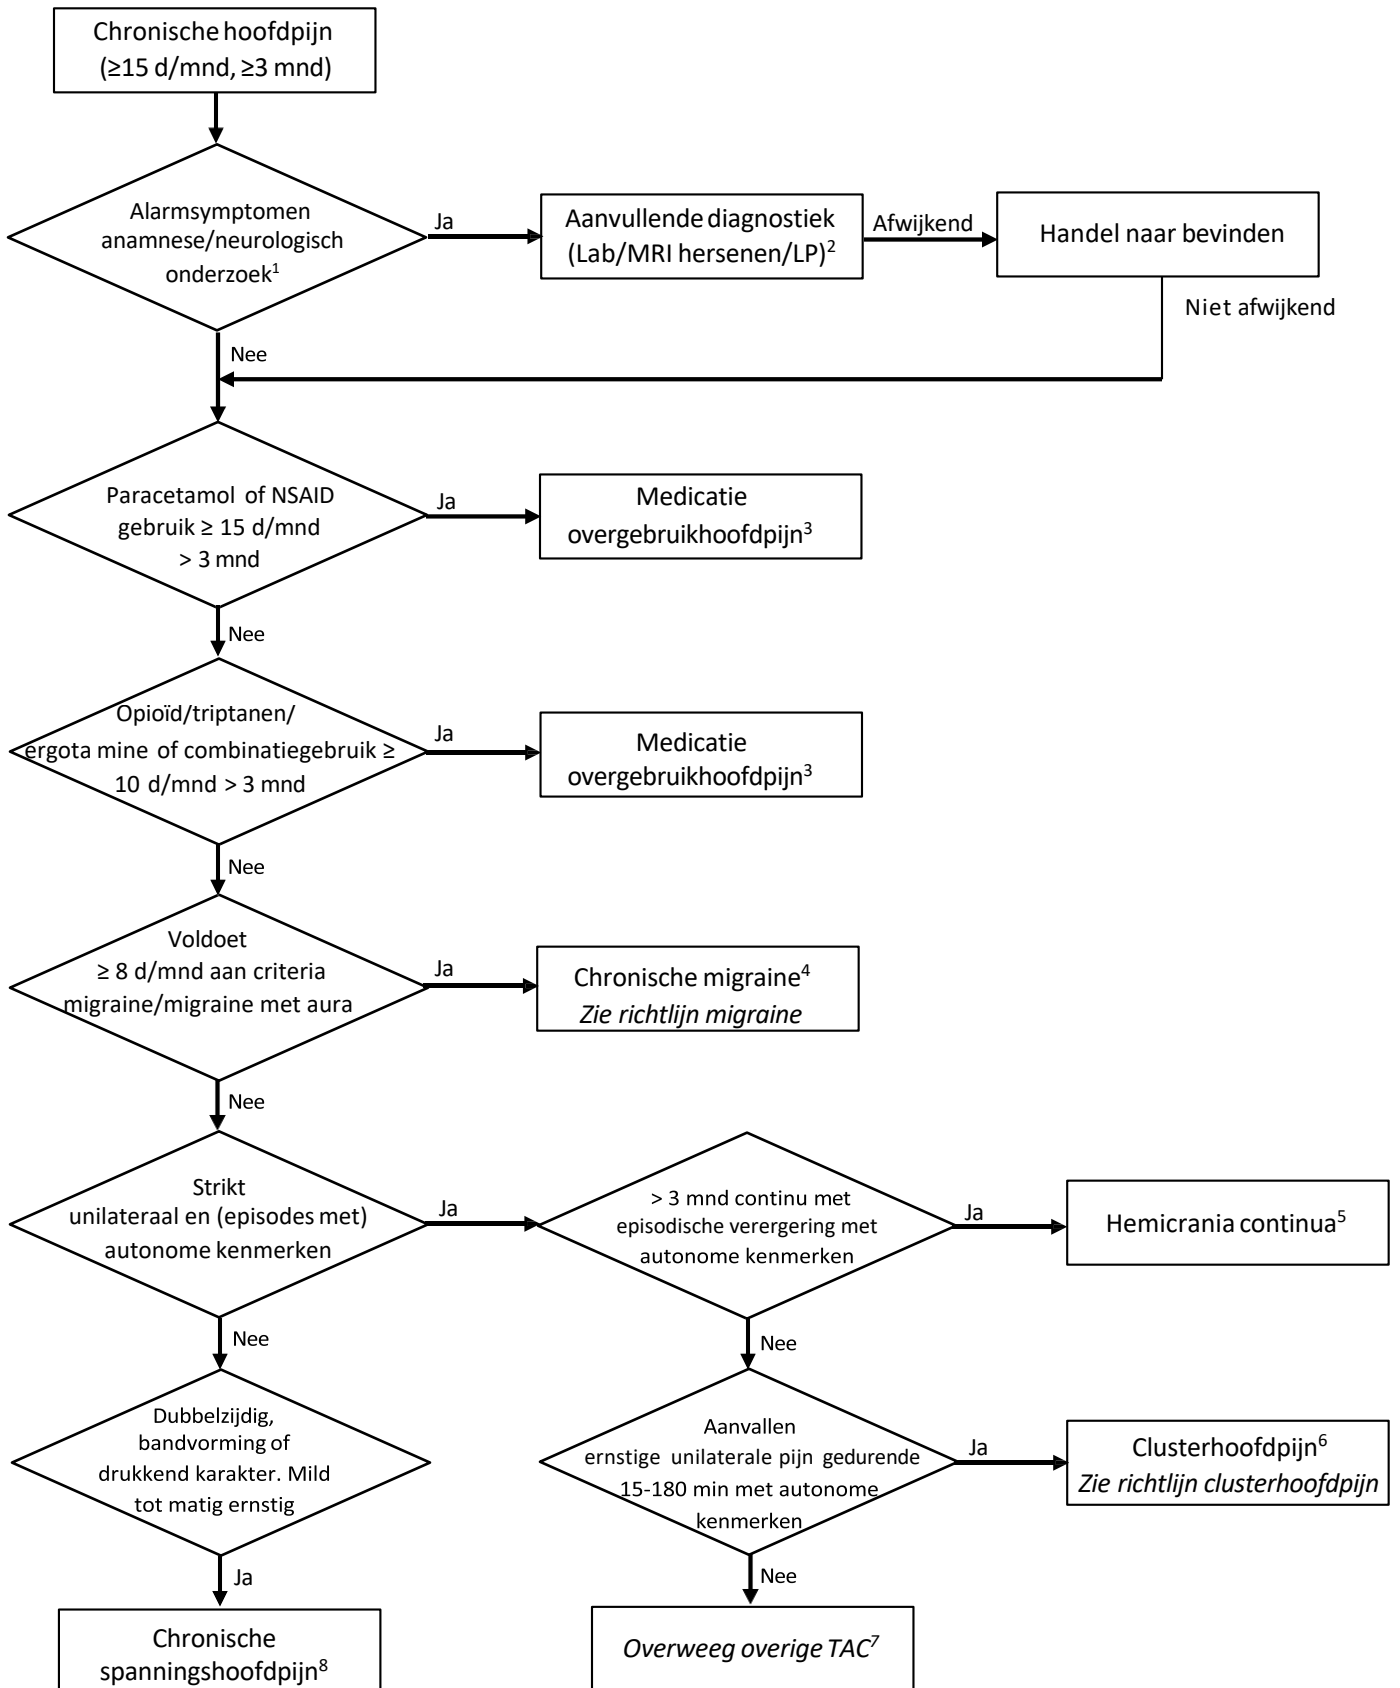 Chronische hoofdpijn
(≥15 d/mnd, ≥3 mnd)
Alarmsymptomen
anamnese/neurologisch
onderzoek¹
Ja
Aanvullende diagnostiek
(Lab/MRI hersenen/LP)²
Afwijkend
Handel naar bevinden
Niet afwijkend
Nee
Paracetamol of NSAID
gebruik ≥ 15 d/mnd
> 3 mnd
Ja
Medicatie
overgebruikhoofdpijn³
Nee
Opioïd/triptanen/
ergota mine of combinatiegebruik ≥
10 d/mnd > 3 mnd
Ja
Medicatie
overgebruikhoofdpijn³
Nee
Voldoet
≥ 8 d/mnd aan criteria
migraine/migraine met aura
Ja
Chronische migraine⁴
Zie richtlijn migraine
Nee
Strikt
unilateraal en (episodes met)
autonome kenmerken
Ja
> 3 mnd continu met
episodische verergering met
autonome kenmerken
Ja
Hemicrania continua⁵
Nee
Nee
Dubbelzijdig,
bandvorming of
drukkend karakter. Mild
tot matig ernstig
Aanvallen
ernstige unilaterale pijn gedurende
15-180 min met autonome
kenmerken
Ja
Clusterhoofdpijn⁶
Zie richtlijn clusterhoofdpijn
Ja
Nee
Chronische
spanningshoofdpijn⁸
Overweeg overige TAC⁷